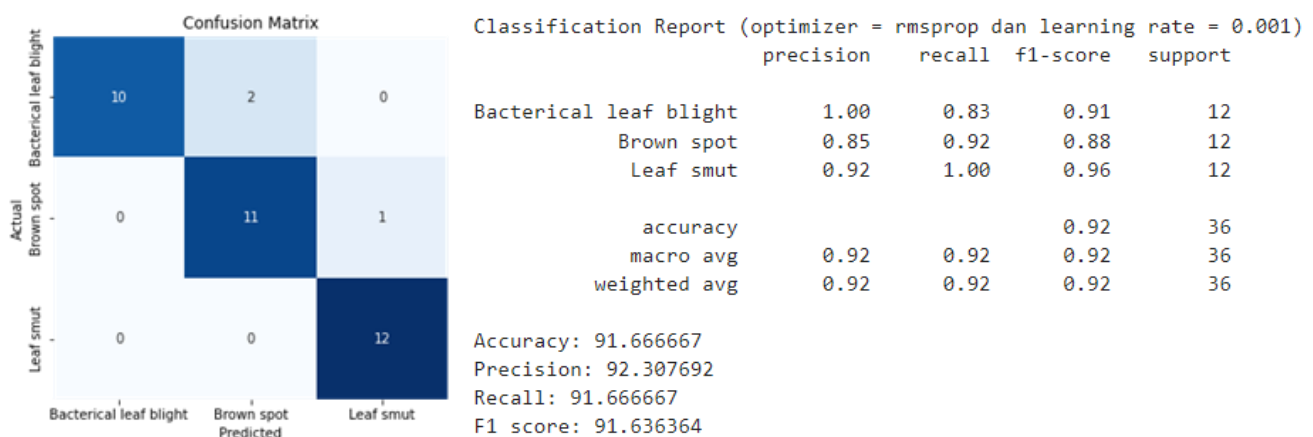 Confusion Matrix
Bacterical leaf blight
Brown spot
Leaf smut
Actual
10 2 0
0 11 1
0 0 12
Bacterical leaf blight Brown spot Leaf smut
Predicted
Classification Report (optimizer = rmsprop dan learning rate = 0.001)
precision recall f1-score support
Bacterical leaf blight 1.00 0.83 0.91 12
Brown spot 0.85 0.92 0.88 12
Leaf smut 0.92 1.00 0.96 12
accuracy 0.92 36
macro avg 0.92 0.92 0.92 36
weighted avg 0.92 0.92 0.92 36
Accuracy: 91.666667
Precision: 92.307692
Recall: 91.666667
F1 score: 91.636364